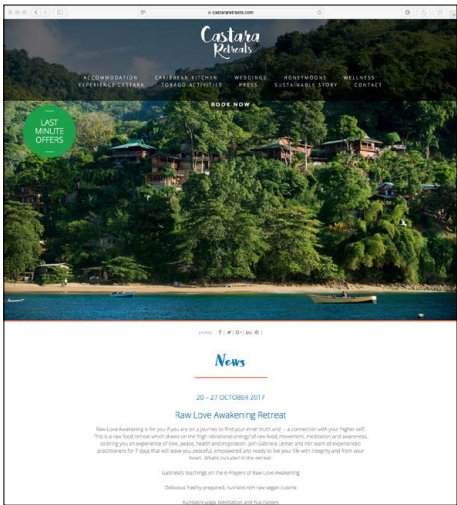 castararetreats.com
Castara
Retreats
ACCOMMODATION CARIBBEAN KITCHEN WEDDINGS HONEYMOONS WELLNESS
EXPERIENCE CASTARA TOBAGO ACTIVITIES PRESS SUSTAINABLE STORY CONTACT
BOOK NOW
LAST
MINUTE
OFFERS
SHARE
News
20 - 27 OCTOBER 2017
Raw Love Awakening Retreat
Raw Love Awakening is for you if you are on a journey to find your inner truth and – a connection with your higher self.
This is a raw food retreat which draws on the 'high vibrational energy' of raw food, movement, meditation and awareness,
to bring you an experience of love, peace, health and inspiration. Join Gabriela and her team of experienced
practitioners for 7 days that will leave you peaceful, empowered and ready to live your life with integrity and from your
heart. Whats included in the retreat:
Gabriela's teachings on the 6 Prayers of Raw Love Awakening
Delicious freshly prepared, nutrient-rich raw vegan cuisine
Kundalini yoga, Meditation and Nia classes